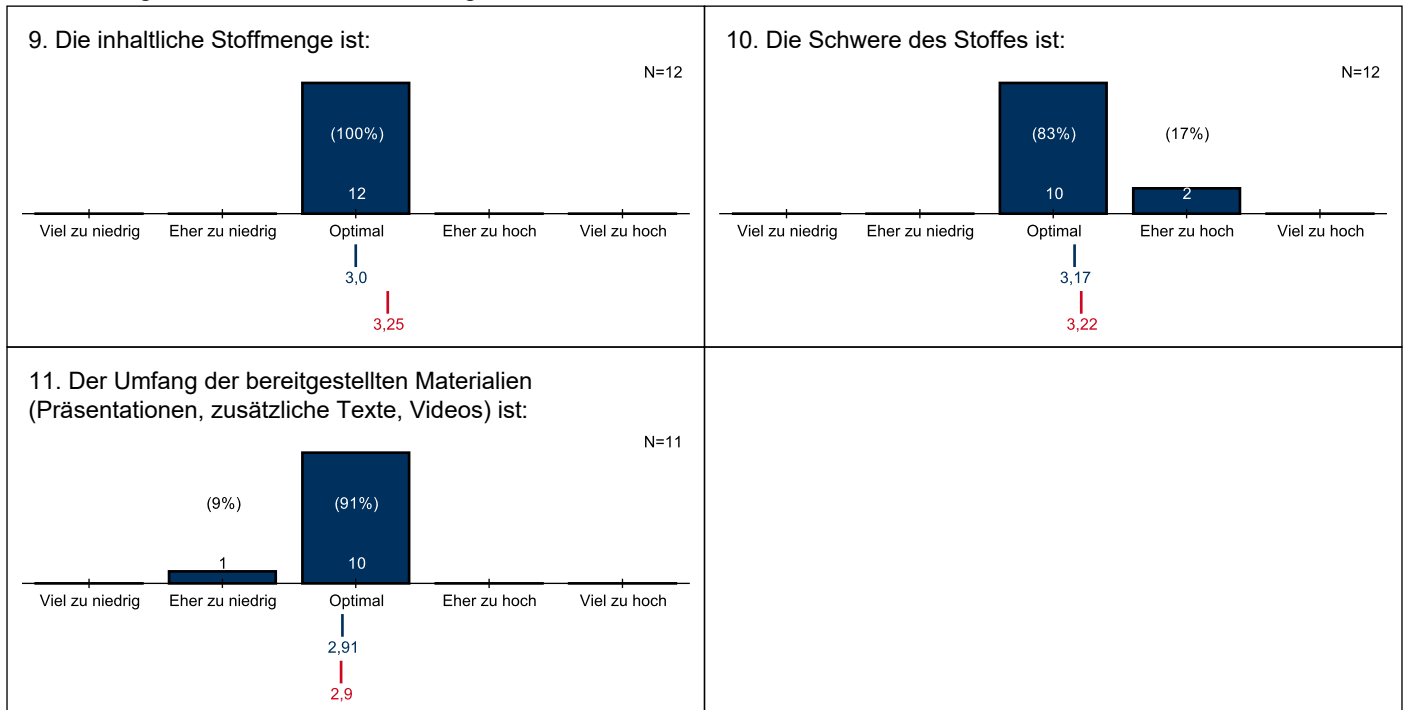 9. Die inhaltliche Stoffmenge ist:
N=12
(100%)
12
Viel zu niedrig Eher zu niedrig Optimal Eher zu hoch Viel zu hoch
3,0
3,25
10. Die Schwere des Stoffes ist:
N=12
(83%) (17%)
10 2
Viel zu niedrig Eher zu niedrig Optimal Eher zu hoch Viel zu hoch
3,17
3,22
11. Der Umfang der bereitgestellten Materialien
(Präsentationen, zusätzliche Texte, Videos) ist:
N=11
(9%) (91%)
1 10
Viel zu niedrig Eher zu niedrig Optimal Eher zu hoch Viel zu hoch
2,91
2,9